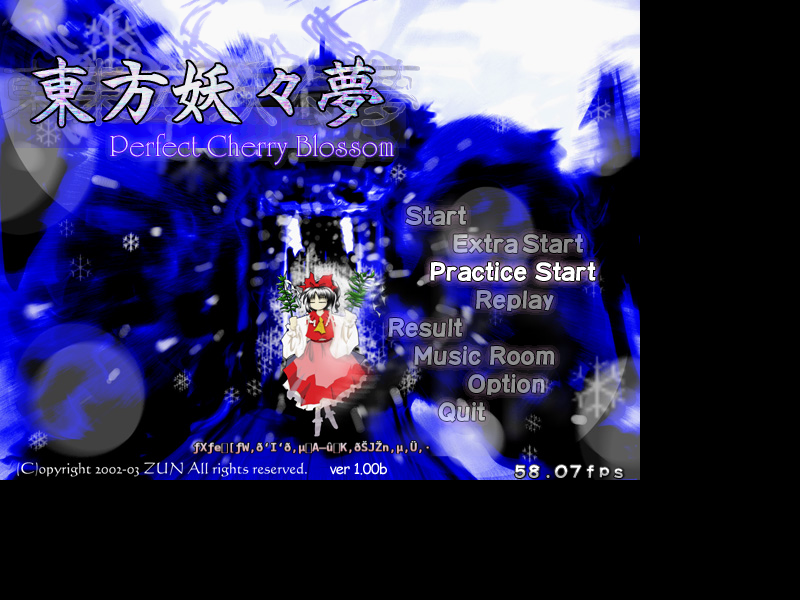 東方妖々夢
Perfect Cherry Blossom
Start
Extra Start
Practice Start
Replay
Result
Music Room
Option
Quit
(C)opyright 2002-03 ZUN All rights reserved.
ver 1.00b
58.07fps